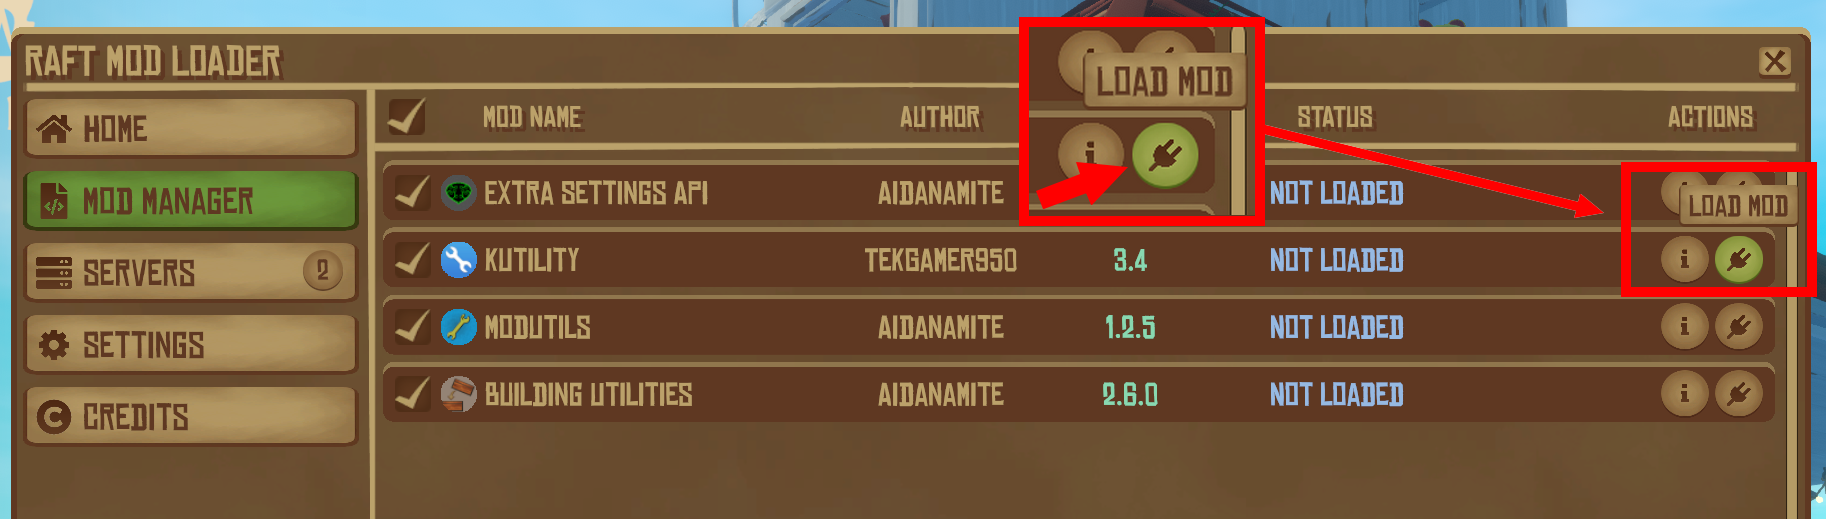 RAFT MOD LOADER
HOME
MOD MANAGER
SERVERS 2
SETTINGS
CREDITS
MOD NAME AUTHOR STATUS ACTIONS
LOAD MOD
i
EXTRA SETTINGS API AIDANAMITE NOT LOADED
LOAD MOD
KUTILITY TEKGAMER950 3.4 NOT LOADED i
MODUTILS AIDANAMITE 1.2.5 NOT LOADED i
BUILDING UTILITIES AIDANAMITE 2.6.0 NOT LOADED i